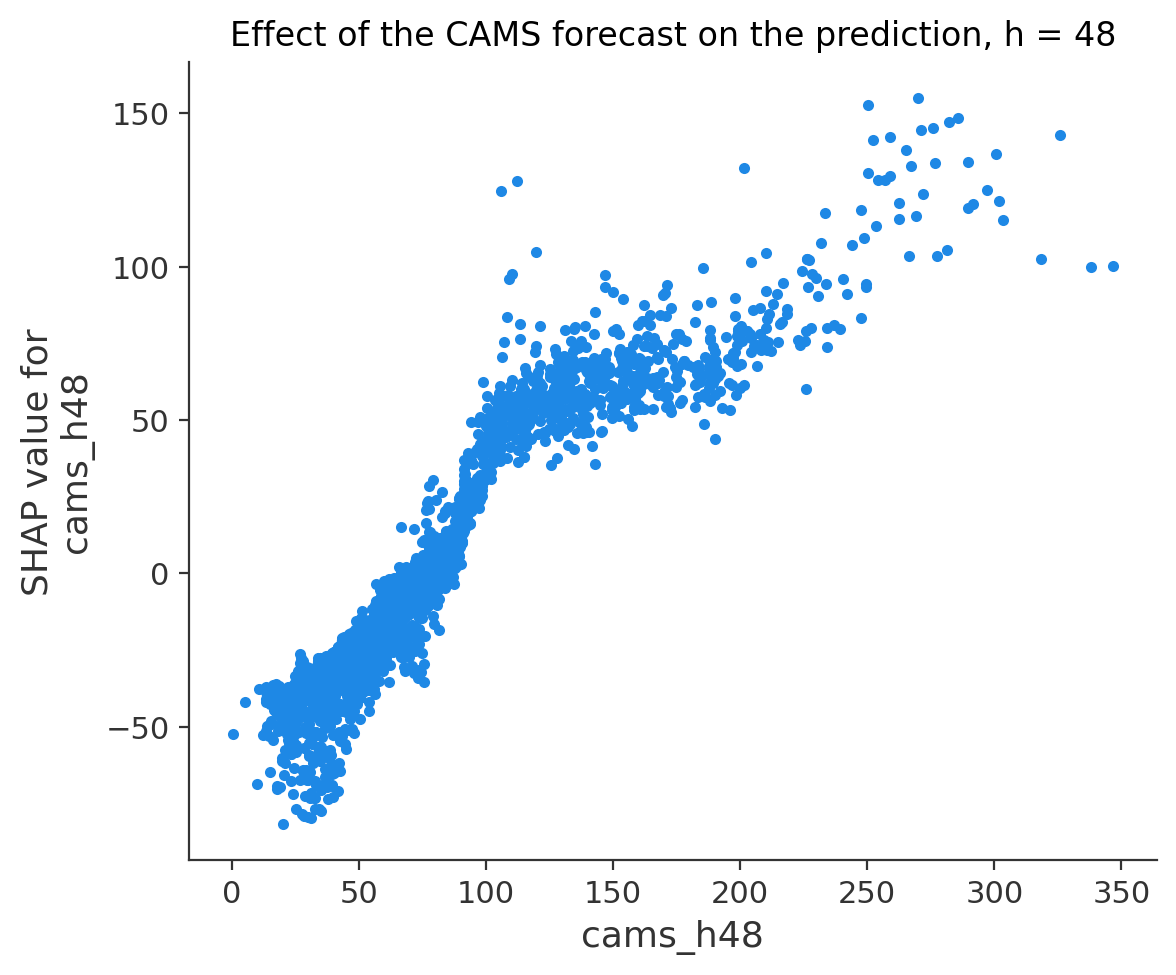 Effect of the CAMS forecast on the prediction, h = 48
150
100
50
0
−50
SHAP value for
cams_h48
0 50 100 150 200 250 300 350
cams_h48